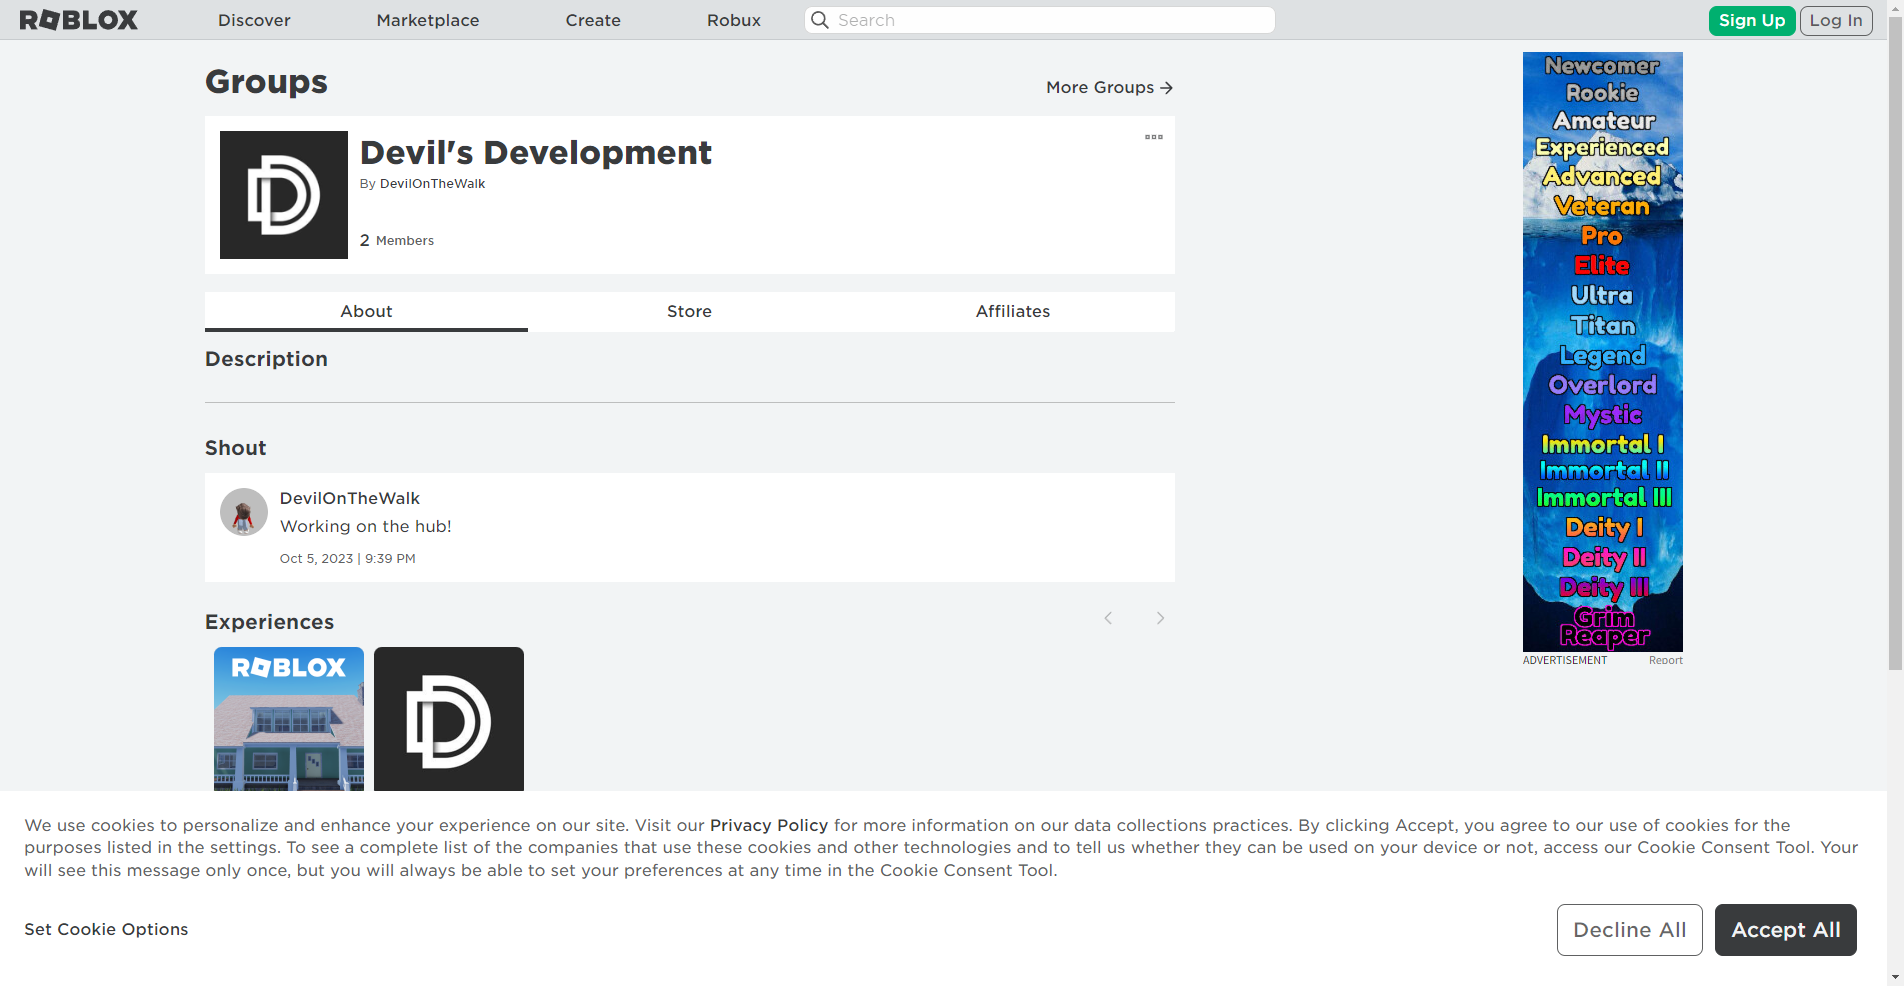 ROBLOX
Discover
Marketplace
Create
Robux
Search
Sign Up
Log In
Groups
More Groups
Devil's Development
By DevilOnTheWalk
2 Members
About
Store
Affiliates
Description
Shout
DevilOnTheWalk
Working on the hub!
Oct 5, 2023 | 9:39 PM
Experiences
ROBLOX
Newcomer
Rookie
Amateur
Experienced
Advanced
Veteran
Pro
Elite
Ultra
Titan
Legend
Overlord
Mystic
Immortal I
Immortal II
Immortal III
Deity I
Deity II
Deity III
Grim
Reaper
ADVERTISEMENT
Report
We use cookies to personalize and enhance your experience on our site. Visit our Privacy Policy for more information on our data collections practices. By clicking Accept, you agree to our use of cookies for the
purposes listed in the settings. To see a complete list of the companies that use these cookies and other technologies and to tell us whether they can be used on your device or not, access our Cookie Consent Tool. Your
will see this message only once, but you will always be able to set your preferences at any time in the Cookie Consent Tool.
Set Cookie Options
Decline All
Accept All